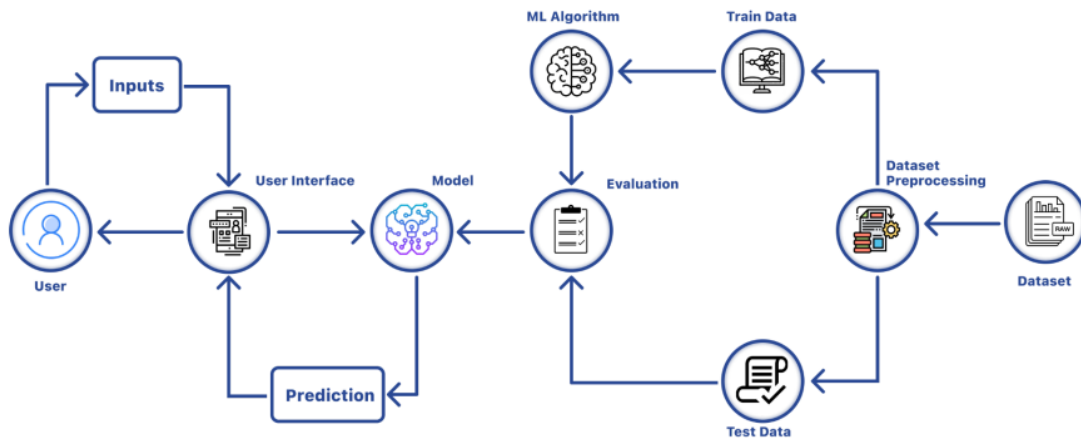 ML Algorithm
Train Data
Inputs
User Interface
Model
Evaluation
Dataset
Preprocessing
RAW
User
Dataset
Prediction
Test Data